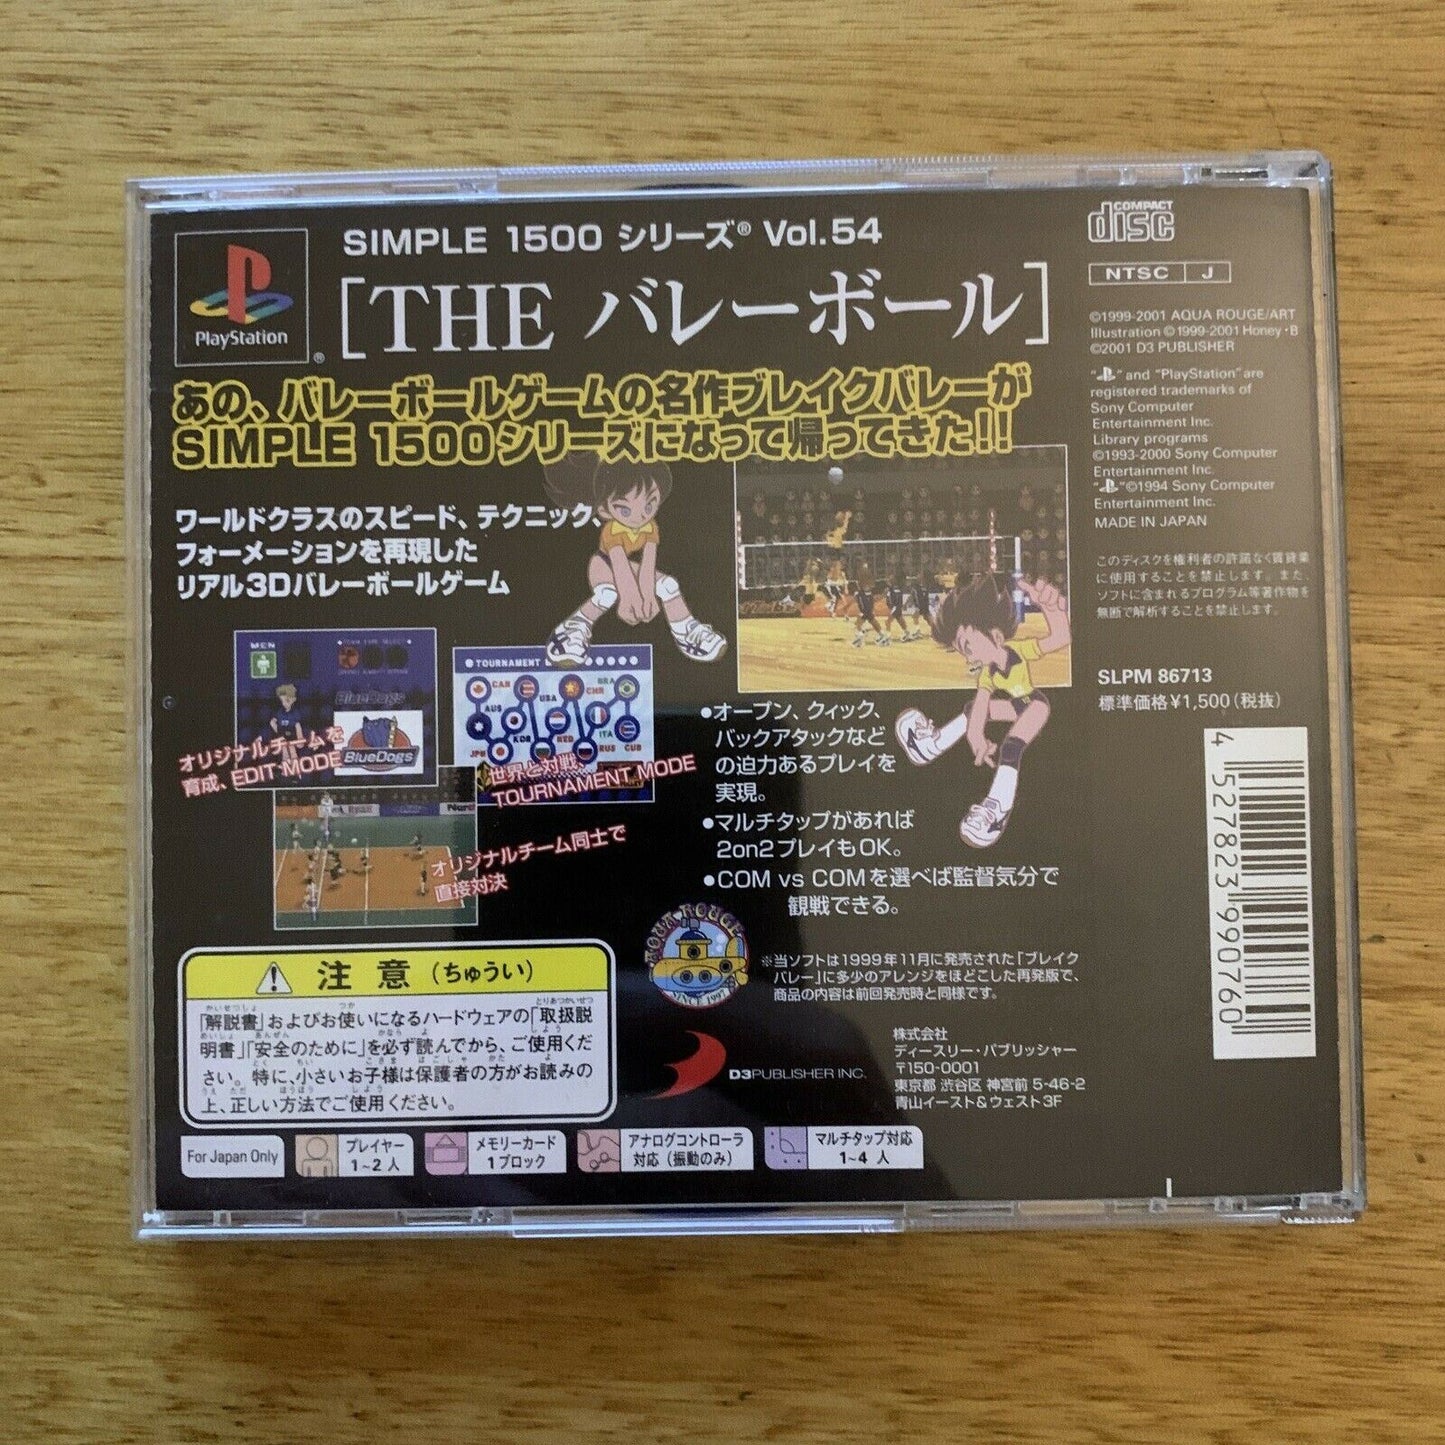 PlayStation
®
SIMPLE 1500 シリーズ® Vol.54
[THE バレーボール]
あの、バレーボールゲームの名作ブレイクバレーが
SIMPLE 1500シリーズになって帰ってきた!!
ワールドクラスのスピード、テクニック、
フォーメーションを再現した
リアル3Dバレーボールゲーム
MEN
BlueDogs
BlueDogs
オリジナルチームを
育成、EDIT MODE
TOURNAMENT
CAN
USA
CHN
BRA
AUS
ITA
JPN
KOR
NED
RUS
CUB
世界と対戦、
TOURNAMENT MODE
オリジナルチーム同士で
直接対決
●オープン、クィック、
バックアタックなど
の迫力あるプレイを
実現。
●マルチタップがあれば
2on2プレイもOK。
●COM vs COMを選べば監督気分で
観戦できる。
AQUA ROUGE
SINCE 1997
※当ソフトは1999年11月に発売された「ブレイク
バレー」に多少のアレンジをほどこした再発版で、
商品の内容は前回発売時と同様です。
D3PUBLISHER INC.
株式会社
ディースリー・パブリッシャー
〒150-0001
東京都 渋谷区 神宮前 5-46-2
青山イースト&ウェスト3F
注意(ちゅうい)
「解説書」およびお使いになるハードウェアの「取扱説
明書」「安全のために」を必ず読んでから、ご使用くだ
さい。特に、小さいお子様は保護者の方がお読みの
上、正しい方法でご使用ください。
For Japan Only
プレイヤー
1~2人
メモリーカード
1ブロック
アナログコントローラ
対応(振動のみ)
マルチタップ対応
1~4 人
COMPACT
disc
NTSC J
©1999-2001 AQUA ROUGE/ART
Illustration ©1999-2001 Honey・B
©2001 D3 PUBLISHER
"PS" and "PlayStation" are
registered trademarks of
Sony Computer
Entertainment Inc.
Library programs
©1993-2000 Sony Computer
Entertainment Inc.
"PS"©1994 Sony Computer
Entertainment Inc.
MADE IN JAPAN
このディスクを権利者の許諾なく賃貸業
に使用することを禁止します。また、
ソフトに含まれるプログラム等著作物を
無断で解析することを禁止します。
SLPM 86713
標準価格¥1,500(税抜)
4 527823 990760